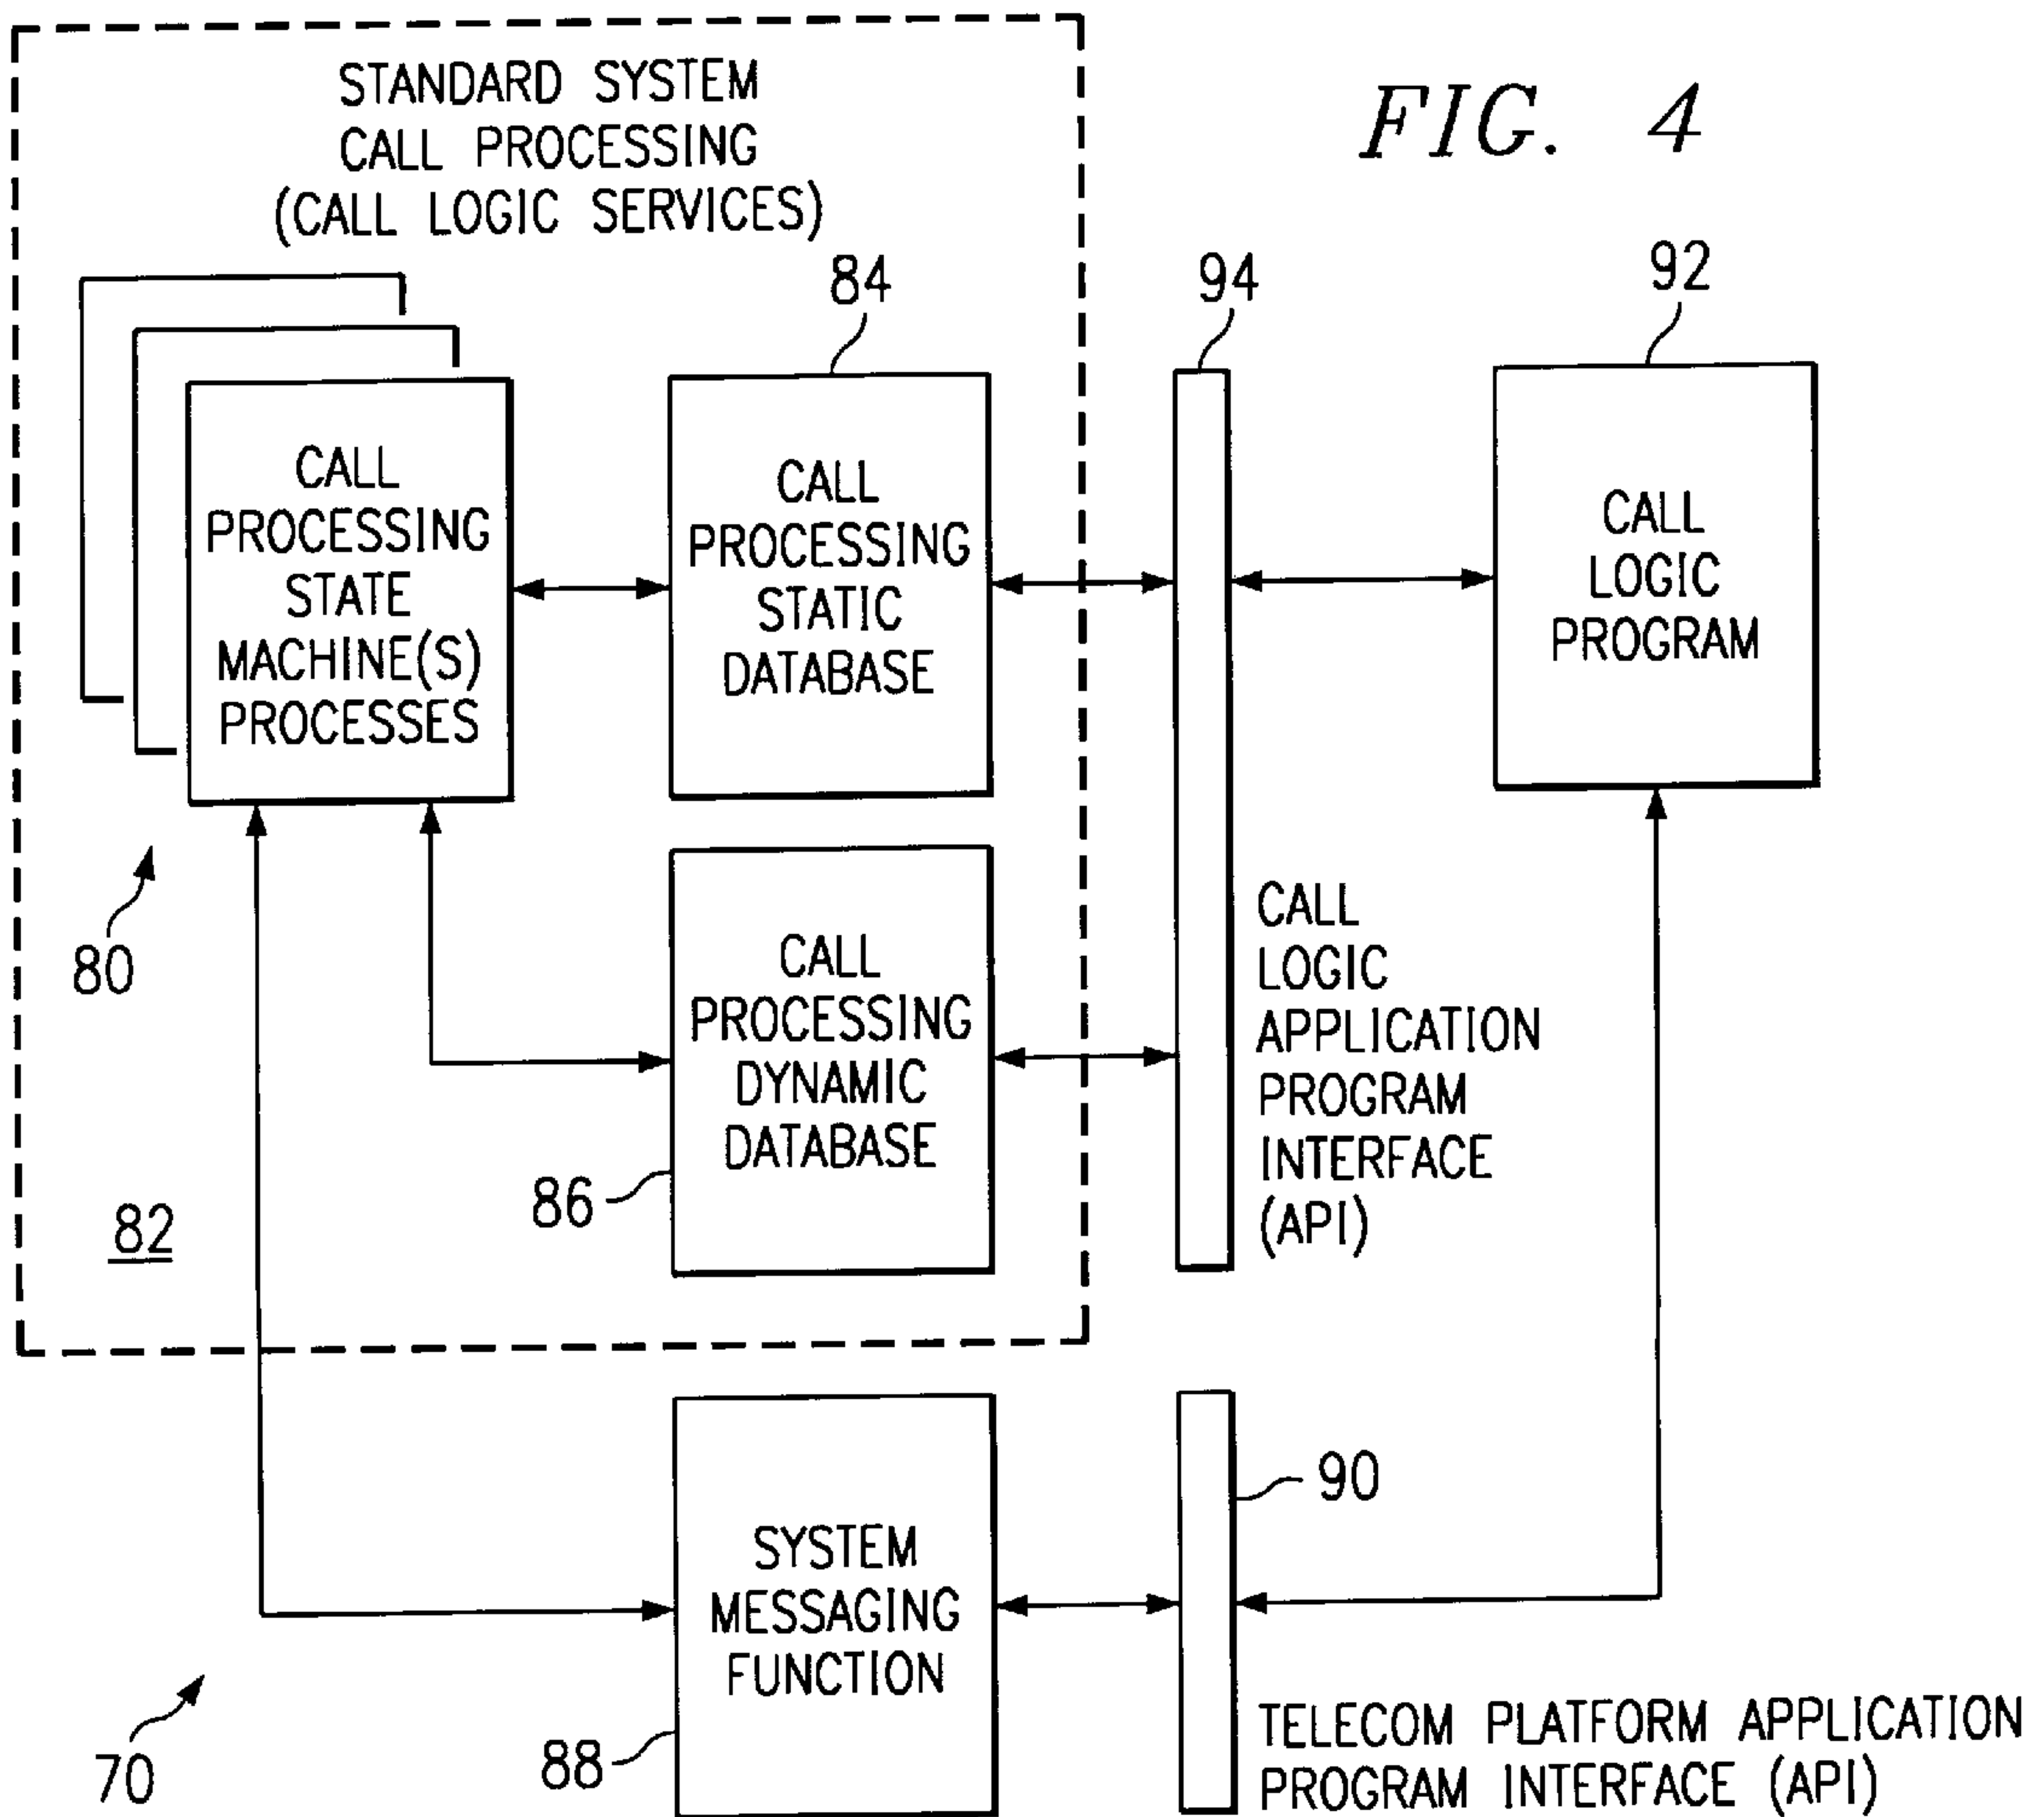 STANDARD SYSTEM
CALL PROCESSING
(CALL LOGIC SERVICES)
FIG. 4
84
94
92
CALL
PROCESSING
STATE
MACHINE(S)
PROCESSES
CALL
PROCESSING
STATIC
DATABASE
CALL
LOGIC
PROGRAM
80
CALL
PROCESSING
DYNAMIC
DATABASE
CALL
LOGIC
APPLICATION
PROGRAM
INTERFACE
(API)
86
82
90
SYSTEM
MESSAGING
FUNCTION
88
70
TELECOM PLATFORM APPLICATION
PROGRAM INTERFACE (API)